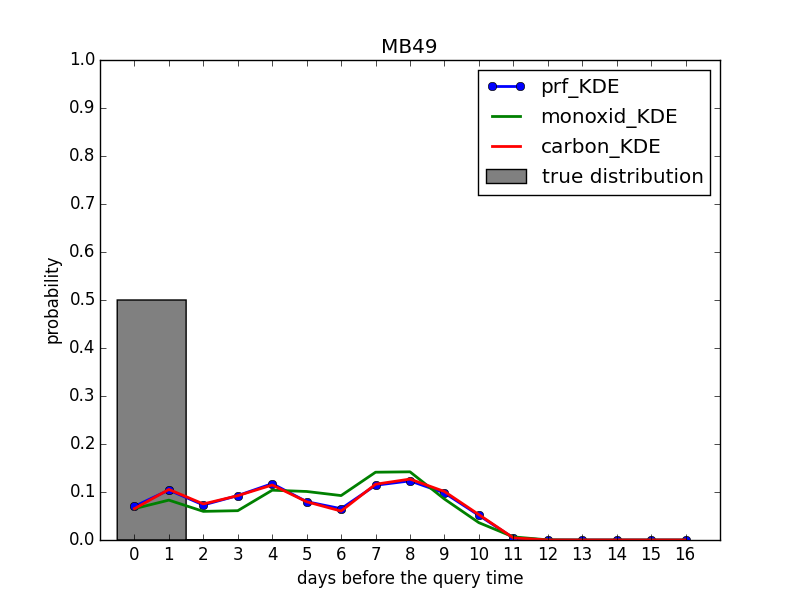 MB49
prf_KDE
monoxid_KDE
carbon_KDE
true distribution
1.0
0.9
0.8
0.7
0.6
0.5
0.4
0.3
0.2
0.1
0.0
probability
0 1 2 3 4 5 6 7 8 9 10 11 12 13 14 15 16
days before the query time